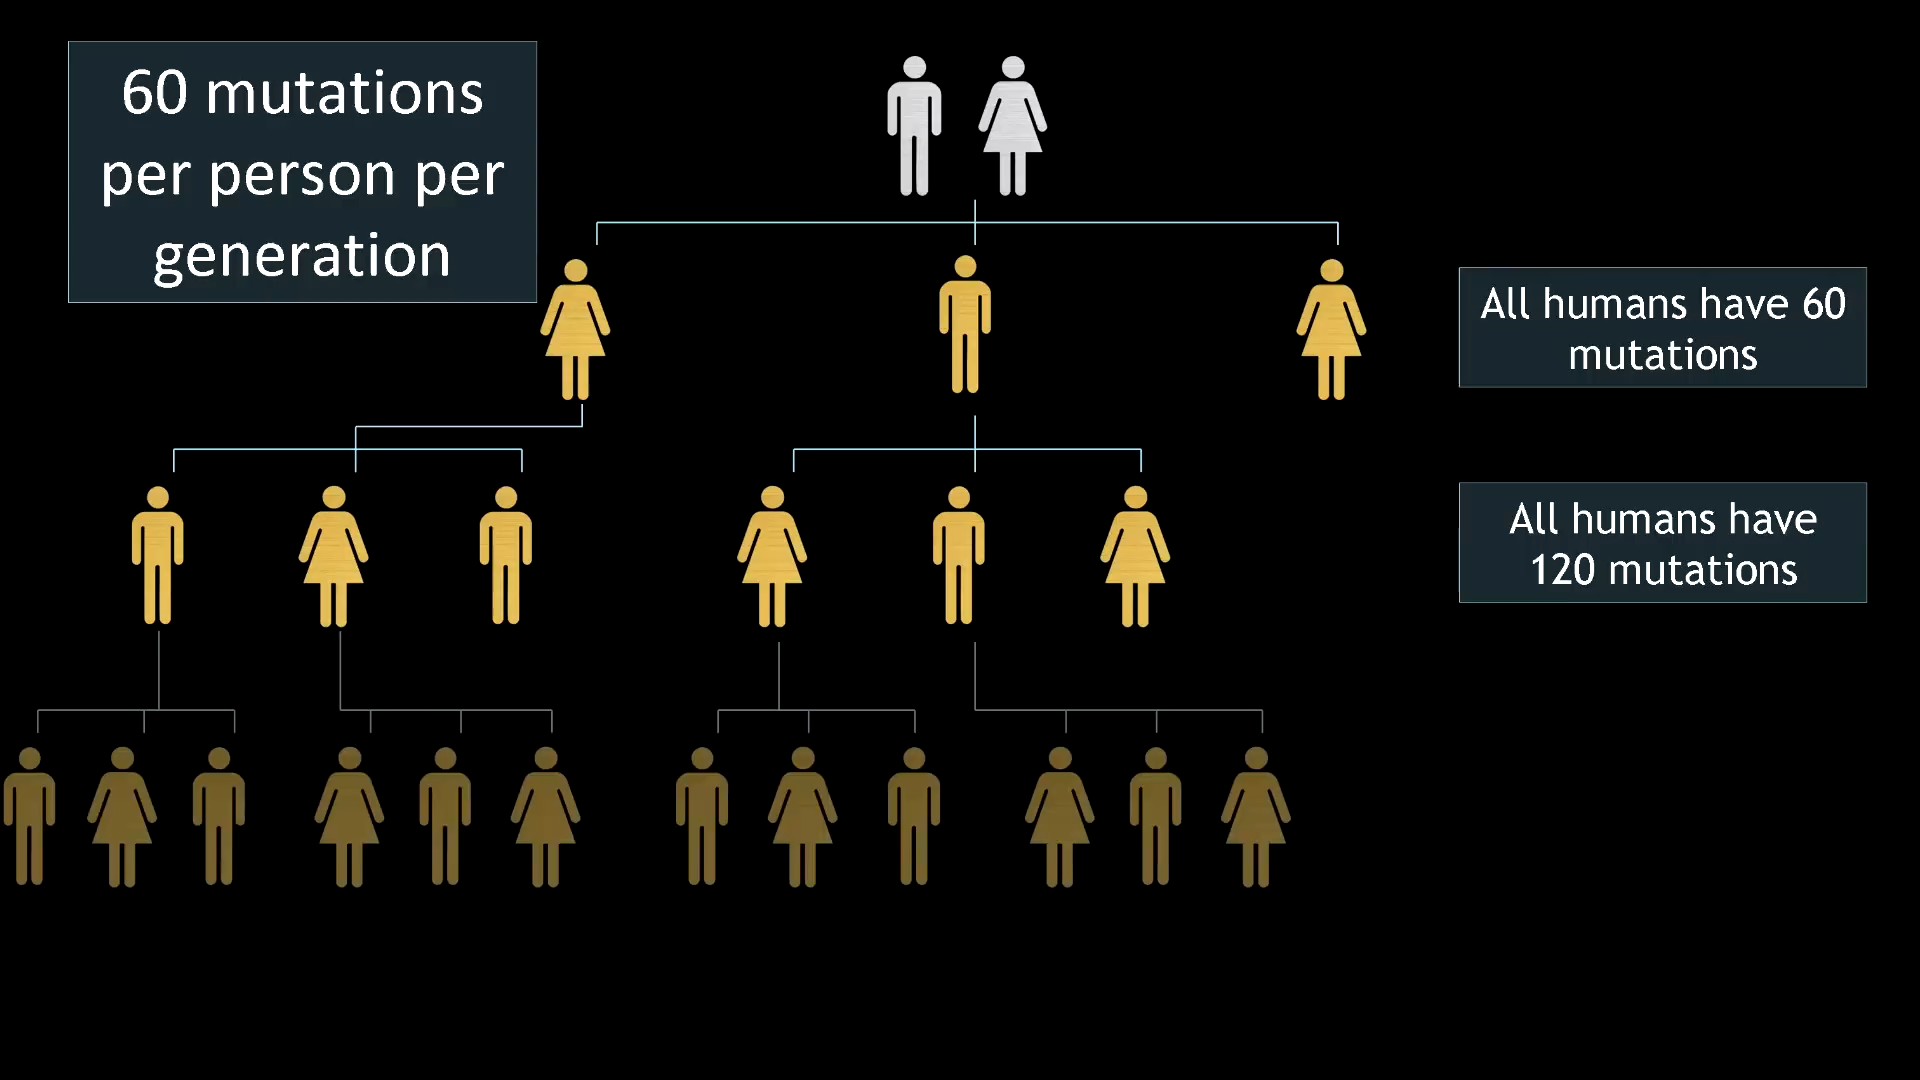 60 mutations
per person per
generation
All humans have 60
mutations
All humans have
120 mutations